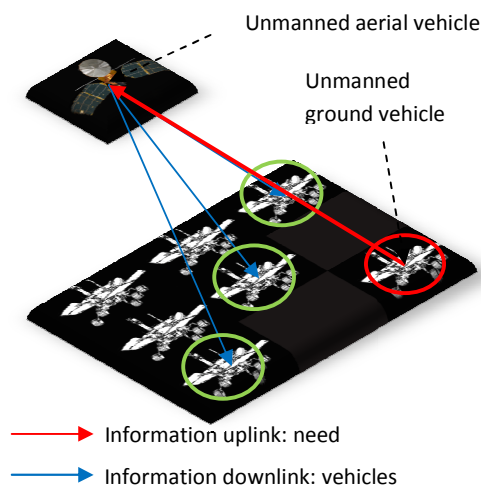 Unmanned aerial vehicle
Unmanned
ground vehicle
Information uplink: need
Information downlink: vehicles